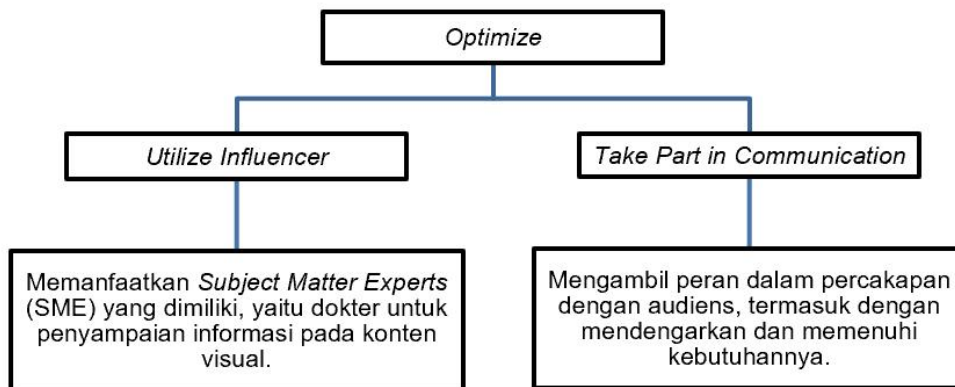 Optimize
Utilize Influencer
Take Part in Communication
Memanfaatkan Subject Matter Experts
(SME) yang dimiliki, yaitu dokter untuk
penyampaian informasi pada konten
visual.
Mengambil peran dalam percakapan
dengan audiens, termasuk dengan
mendengarkan dan memenuhi
kebutuhannya.